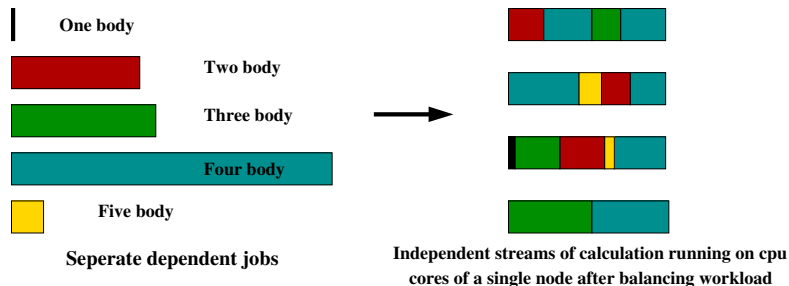 One body
Two body
Three body
Four body
Five body
Seperate dependent jobs
Independent streams of calculation running on cpu
cores of a single node after balancing workload